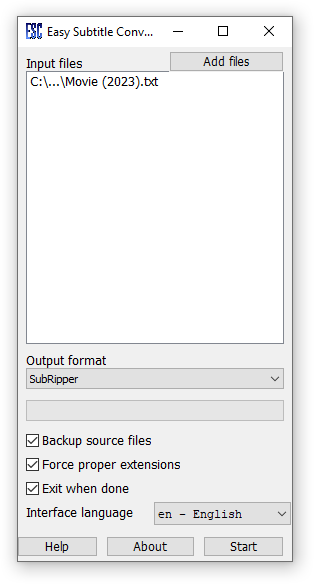 ESC Easy Subtitle Conv...
Input files
Add files
C:\...\Movie (2023).txt
Output format
SubRipper
Backup source files
Force proper extensions
Exit when done
Interface language
en - English
Help
About
Start